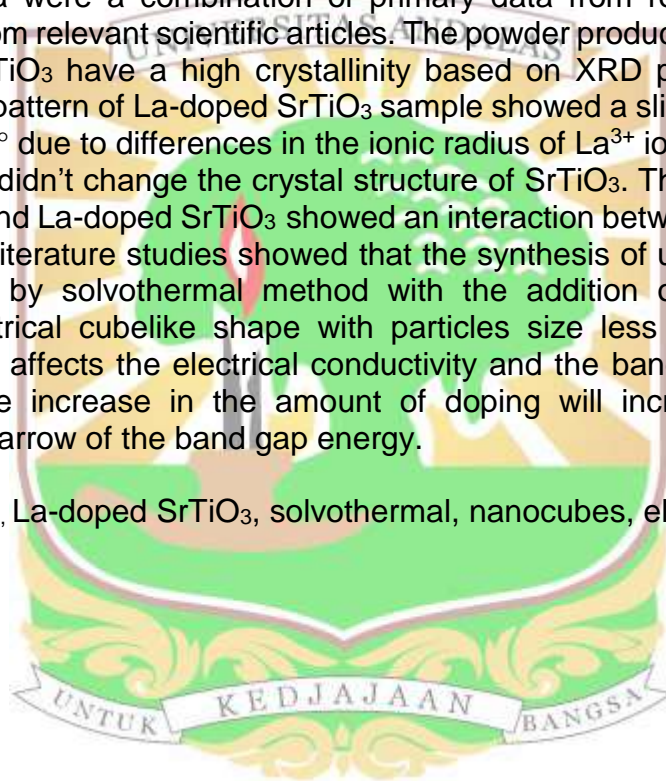 d were a combination of primary data from re
UNIVERSITAS ANDALAS
om relevant scientific articles. The powder produc
TiO₃ have a high crystallinity based on XRD p
pattern of La-doped SrTiO₃ sample showed a sli
° due to differences in the ionic radius of La³⁺ io
didn't change the crystal structure of SrTiO₃. Th
nd La-doped SrTiO₃ showed an interaction betw
iterature studies showed that the synthesis of u
by solvothermal method with the addition o
trical cubelike shape with particles size less
affects the electrical conductivity and the ban
e increase in the amount of doping will incr
arrow of the band gap energy.
, La-doped SrTiO₃, solvothermal, nanocubes, el
UNTUK KEDJAJAAN BANGSA